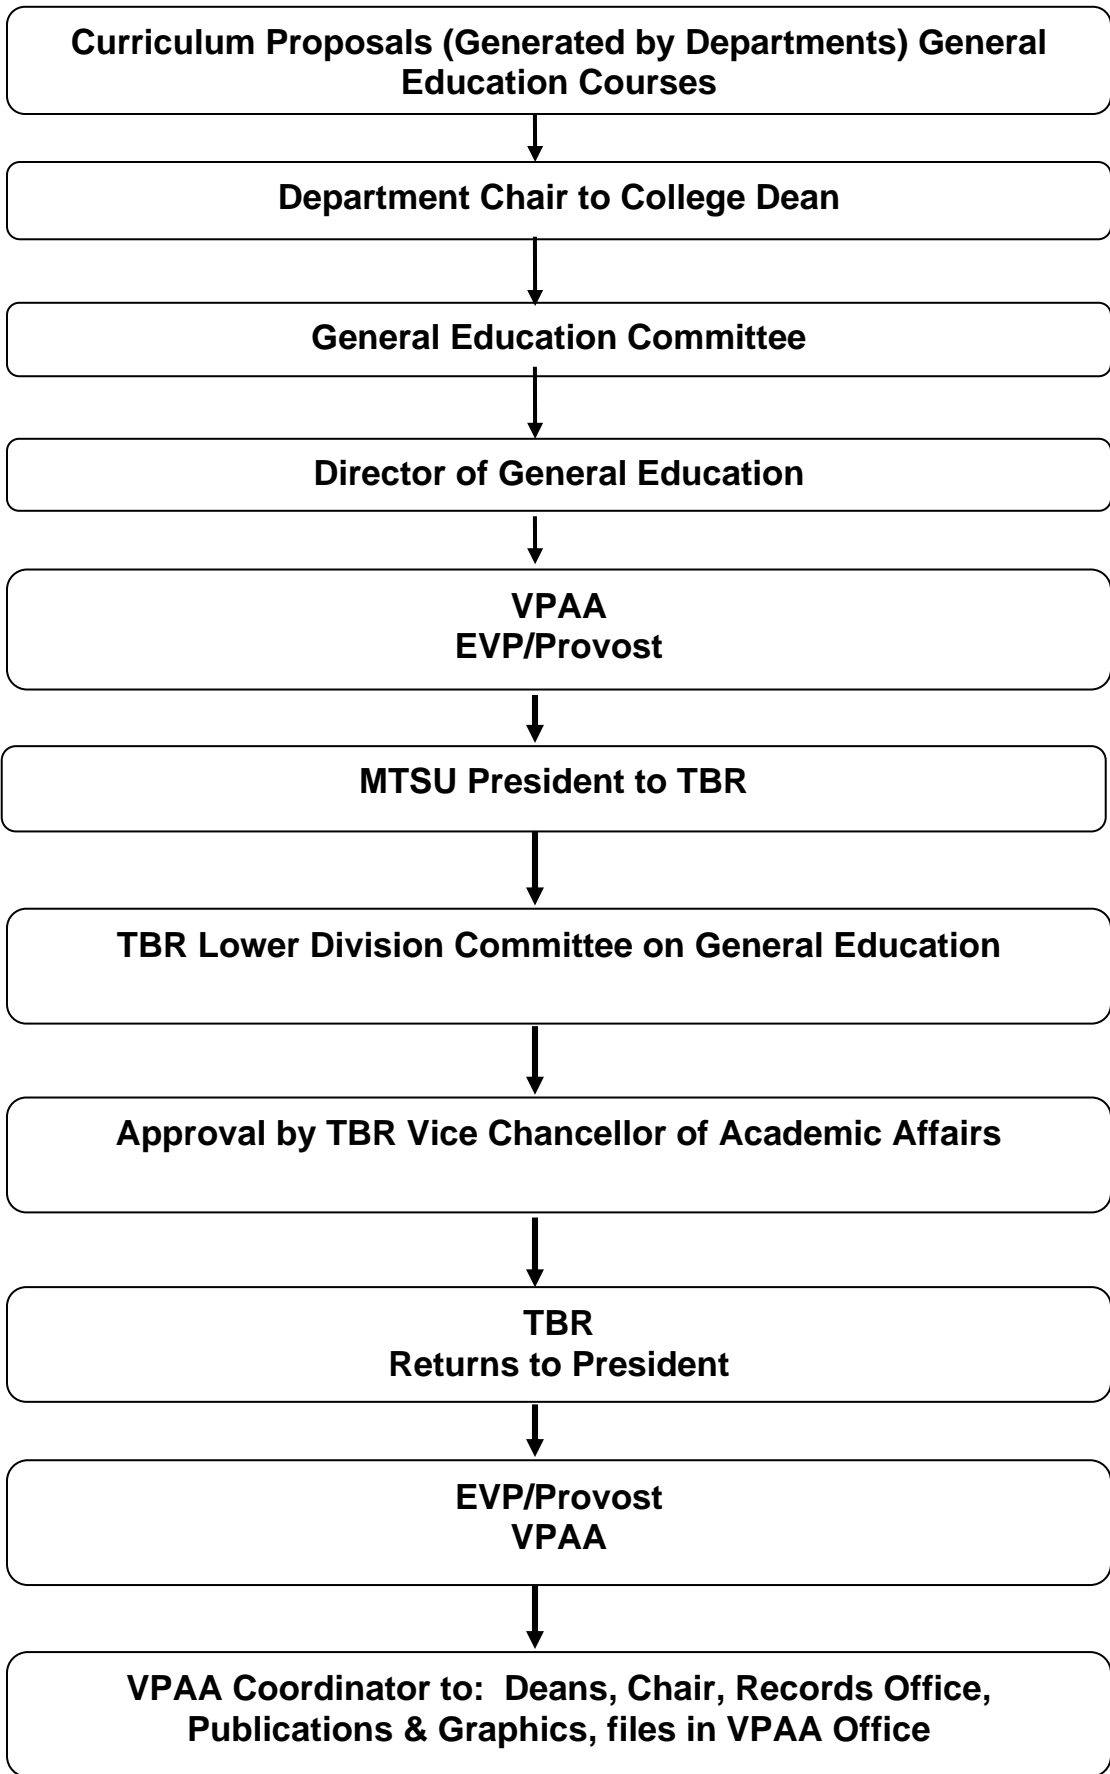 Curriculum Proposals (Generated by Departments) General
Education Courses
Department Chair to College Dean
General Education Committee
Director of General Education
VPAA
EVP/Provost
MTSU President to TBR
TBR Lower Division Committee on General Education
Approval by TBR Vice Chancellor of Academic Affairs
TBR
Returns to President
EVP/Provost
VPAA
VPAA Coordinator to:  Deans, Chair, Records Office,
Publications & Graphics, files in VPAA Office